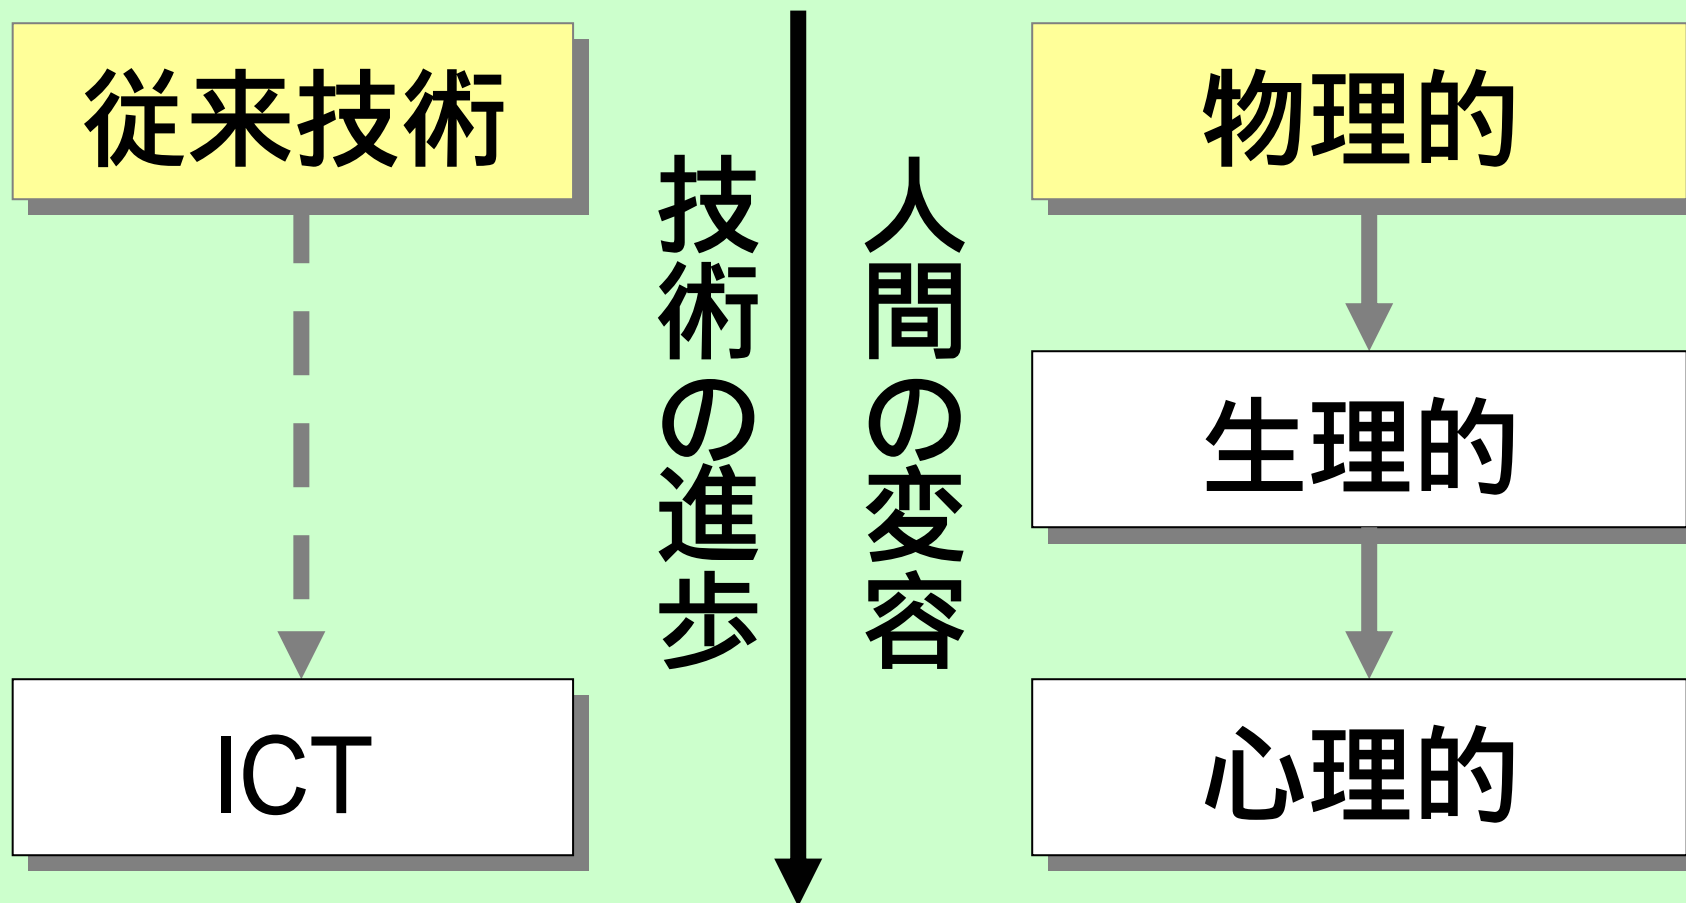 従来技術
ICT
技術の進歩
人間の変容
物理的
生理的
心理的